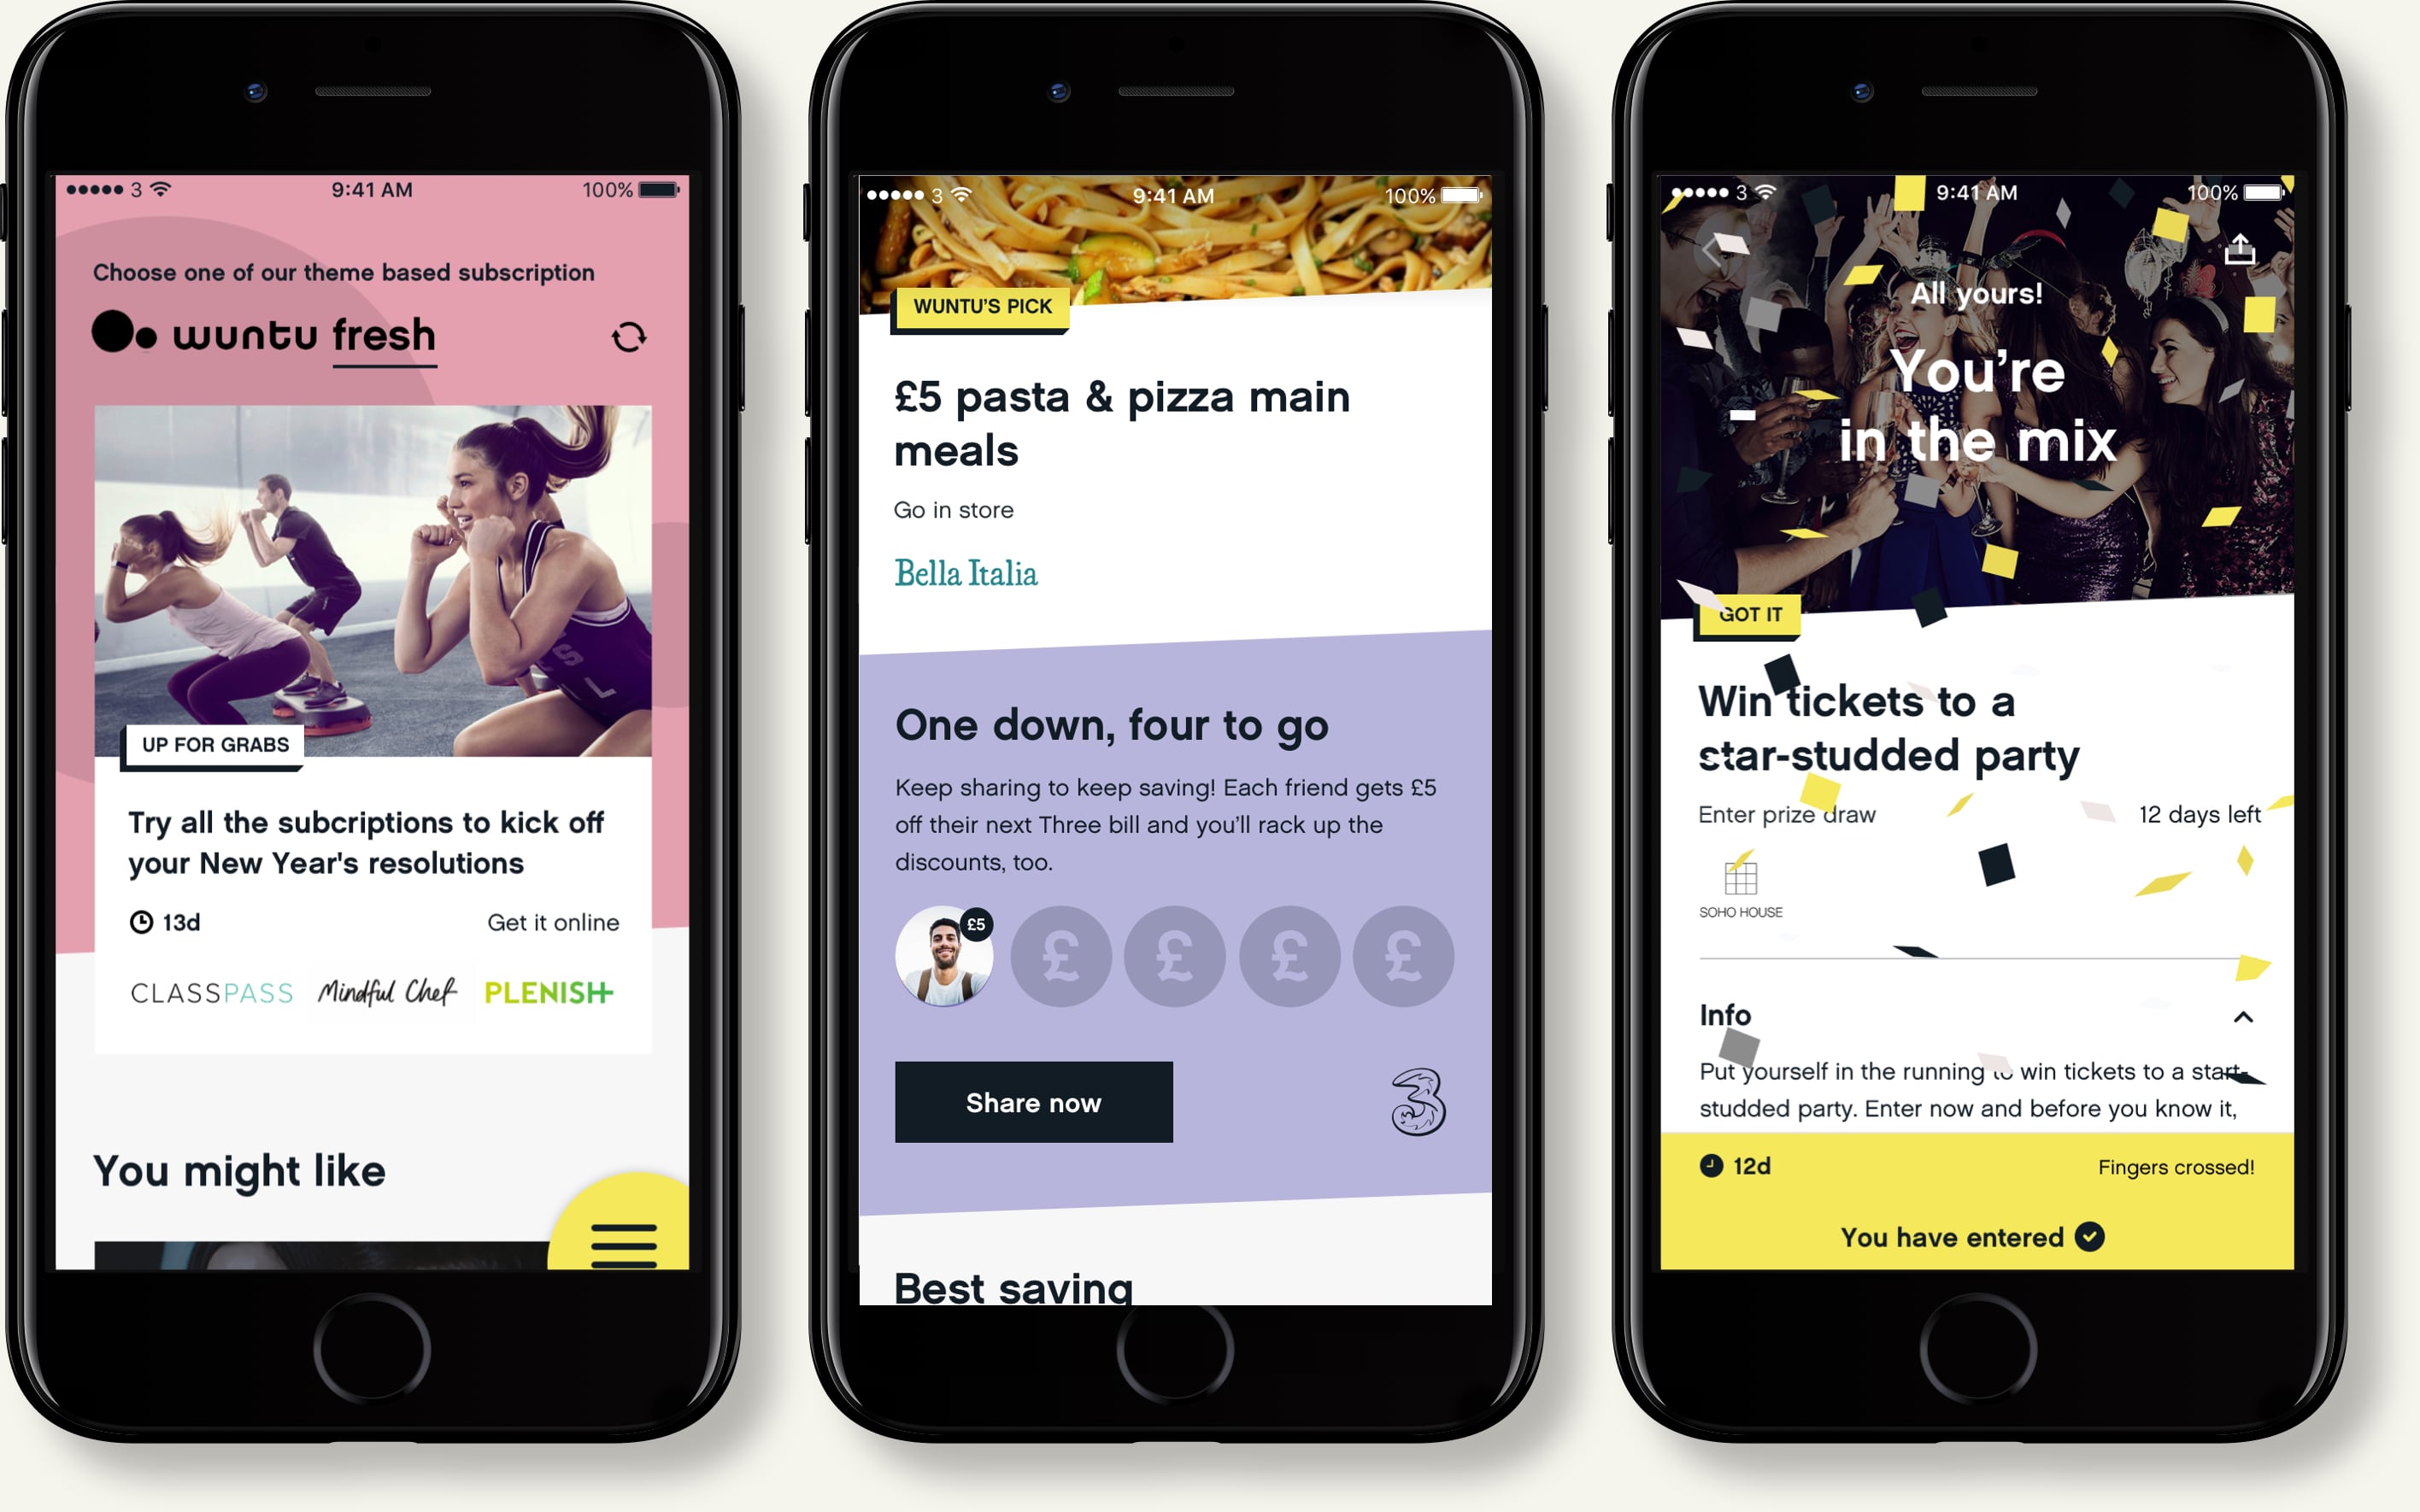 3 9:41 AM 100%
Choose one of our theme based subscription
wuntu fresh
UP FOR GRABS
Try all the subcriptions to kick off
your New Year's resolutions
13d Get it online
CLASSPASS Mindful Chef PLENISH
You might like
3 9:41 AM 100%
WUNTU'S PICK
£5 pasta & pizza main
meals
Go in store
Bella Italia
One down, four to go
Keep sharing to keep saving! Each friend gets £5
off their next Three bill and you'll rack up the
discounts, too.
£5 £ £ £ £
Share now 3
Best saving
3 9:41 AM 100%
All yours!
You're
in the mix
GOT IT
Win tickets to a
star-studded party
Enter prize draw 12 days left
SOHO HOUSE
Info
Put yourself in the running to win tickets to a start-
studded party. Enter now and before you know it,
12d Fingers crossed!
You have entered